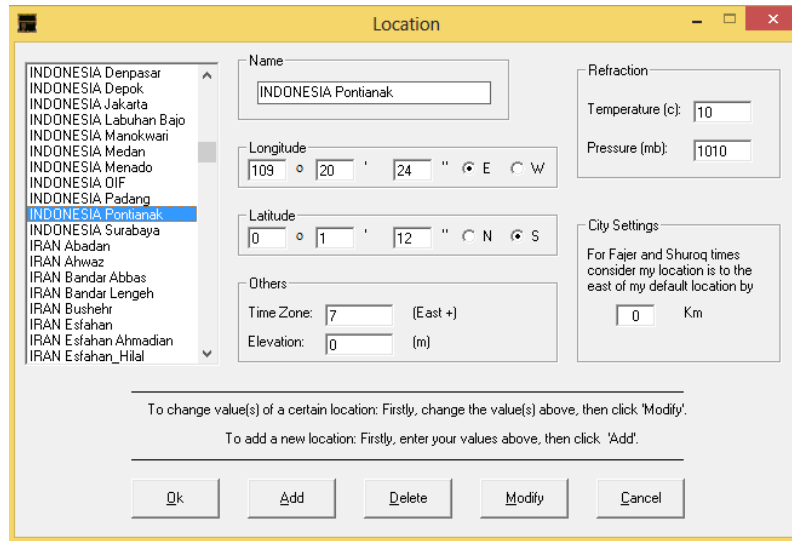 Location
INDONESIA Denpasar
INDONESIA Depok
INDONESIA Jakarta
INDONESIA Labuhan Bajo
INDONESIA Manokwari
INDONESIA Medan
INDONESIA Menado
INDONESIA OIF
INDONESIA Padang
INDONESIA Pontianak
INDONESIA Surabaya
IRAN Abadan
IRAN Ahwaz
IRAN Bandar Abbas
IRAN Bandar Lengeh
IRAN Bushehr
IRAN Esfahan
IRAN Esfahan Ahmadian
IRAN Esfahan_Hilal
Name
INDONESIA Pontianak
Longitude
109 o 20 ' 24 " E W
Latitude
0 o 1 ' 12 " N S
Others
Time Zone: 7 (East +)
Elevation: 0 (m)
Refraction
Temperature (c): 10
Pressure (mb): 1010
City Settings
For Fajer and Shuroq times
consider my location is to the
east of my default location by
0 Km
To change value(s) of a certain location: Firstly, change the value(s) above, then click 'Modify'.
To add a new location: Firstly, enter your values above, then click 'Add'.
Ok Add Delete Modify Cancel